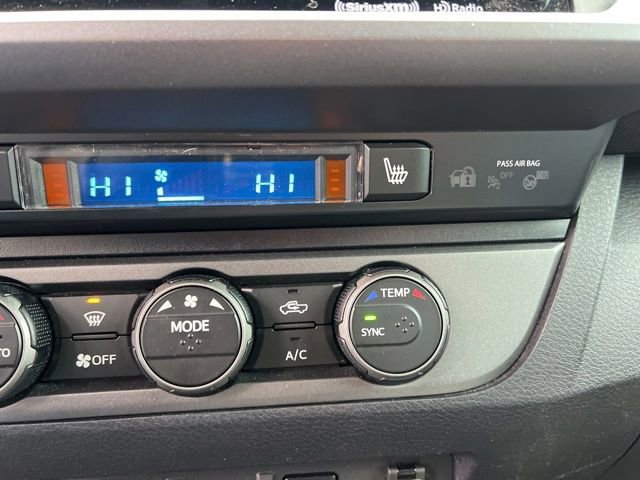 SiriusXM HD Radio
HI HI
PASS AIR BAG
OFF
TEMP
MODE
SYNC
OFF
A/C